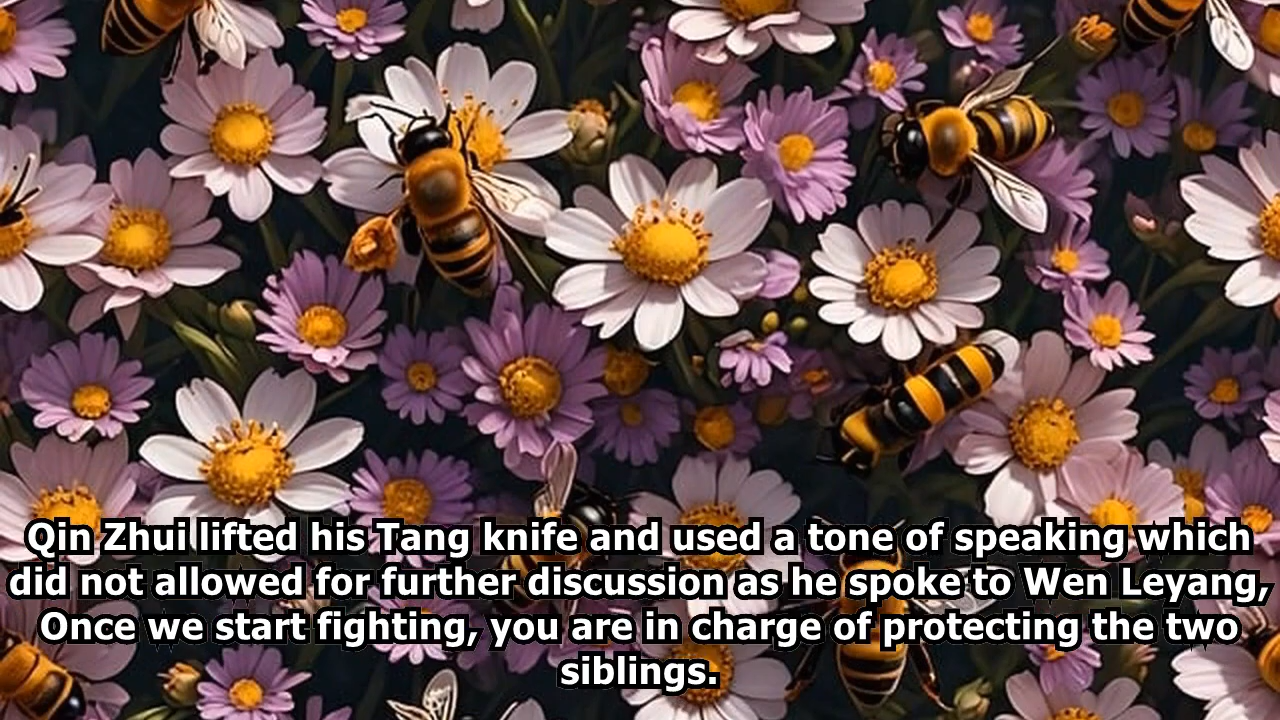 Qin Zhui lifted his Tang knife and used a tone of speaking which
did not allowed for further discussion as he spoke to Wen Leyang,
Once we start fighting, you are in charge of protecting the two
siblings.